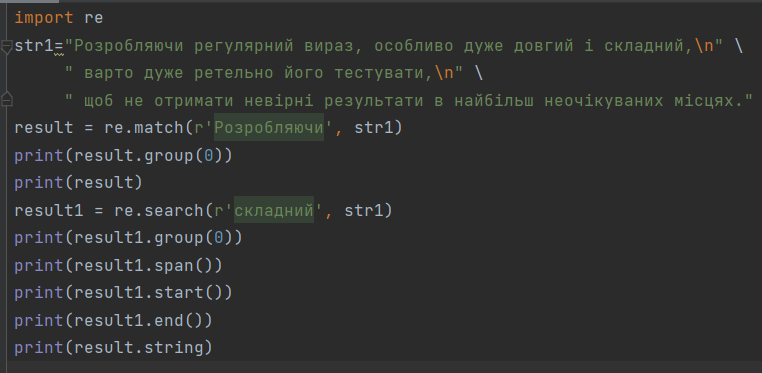 import re
str1="Розробляючи регулярний вираз, особливо дуже довгий і складний,\n" \
" варто дуже ретельно його тестувати,\n" \
" щоб не отримати невірні результати в найбільш неочікуваних місцях."
result = re.match(r'Розробляючи', str1)
print(result.group(0))
print(result)
result1 = re.search(r'складний', str1)
print(result1.group(0))
print(result1.span())
print(result1.start())
print(result1.end())
print(result.string)